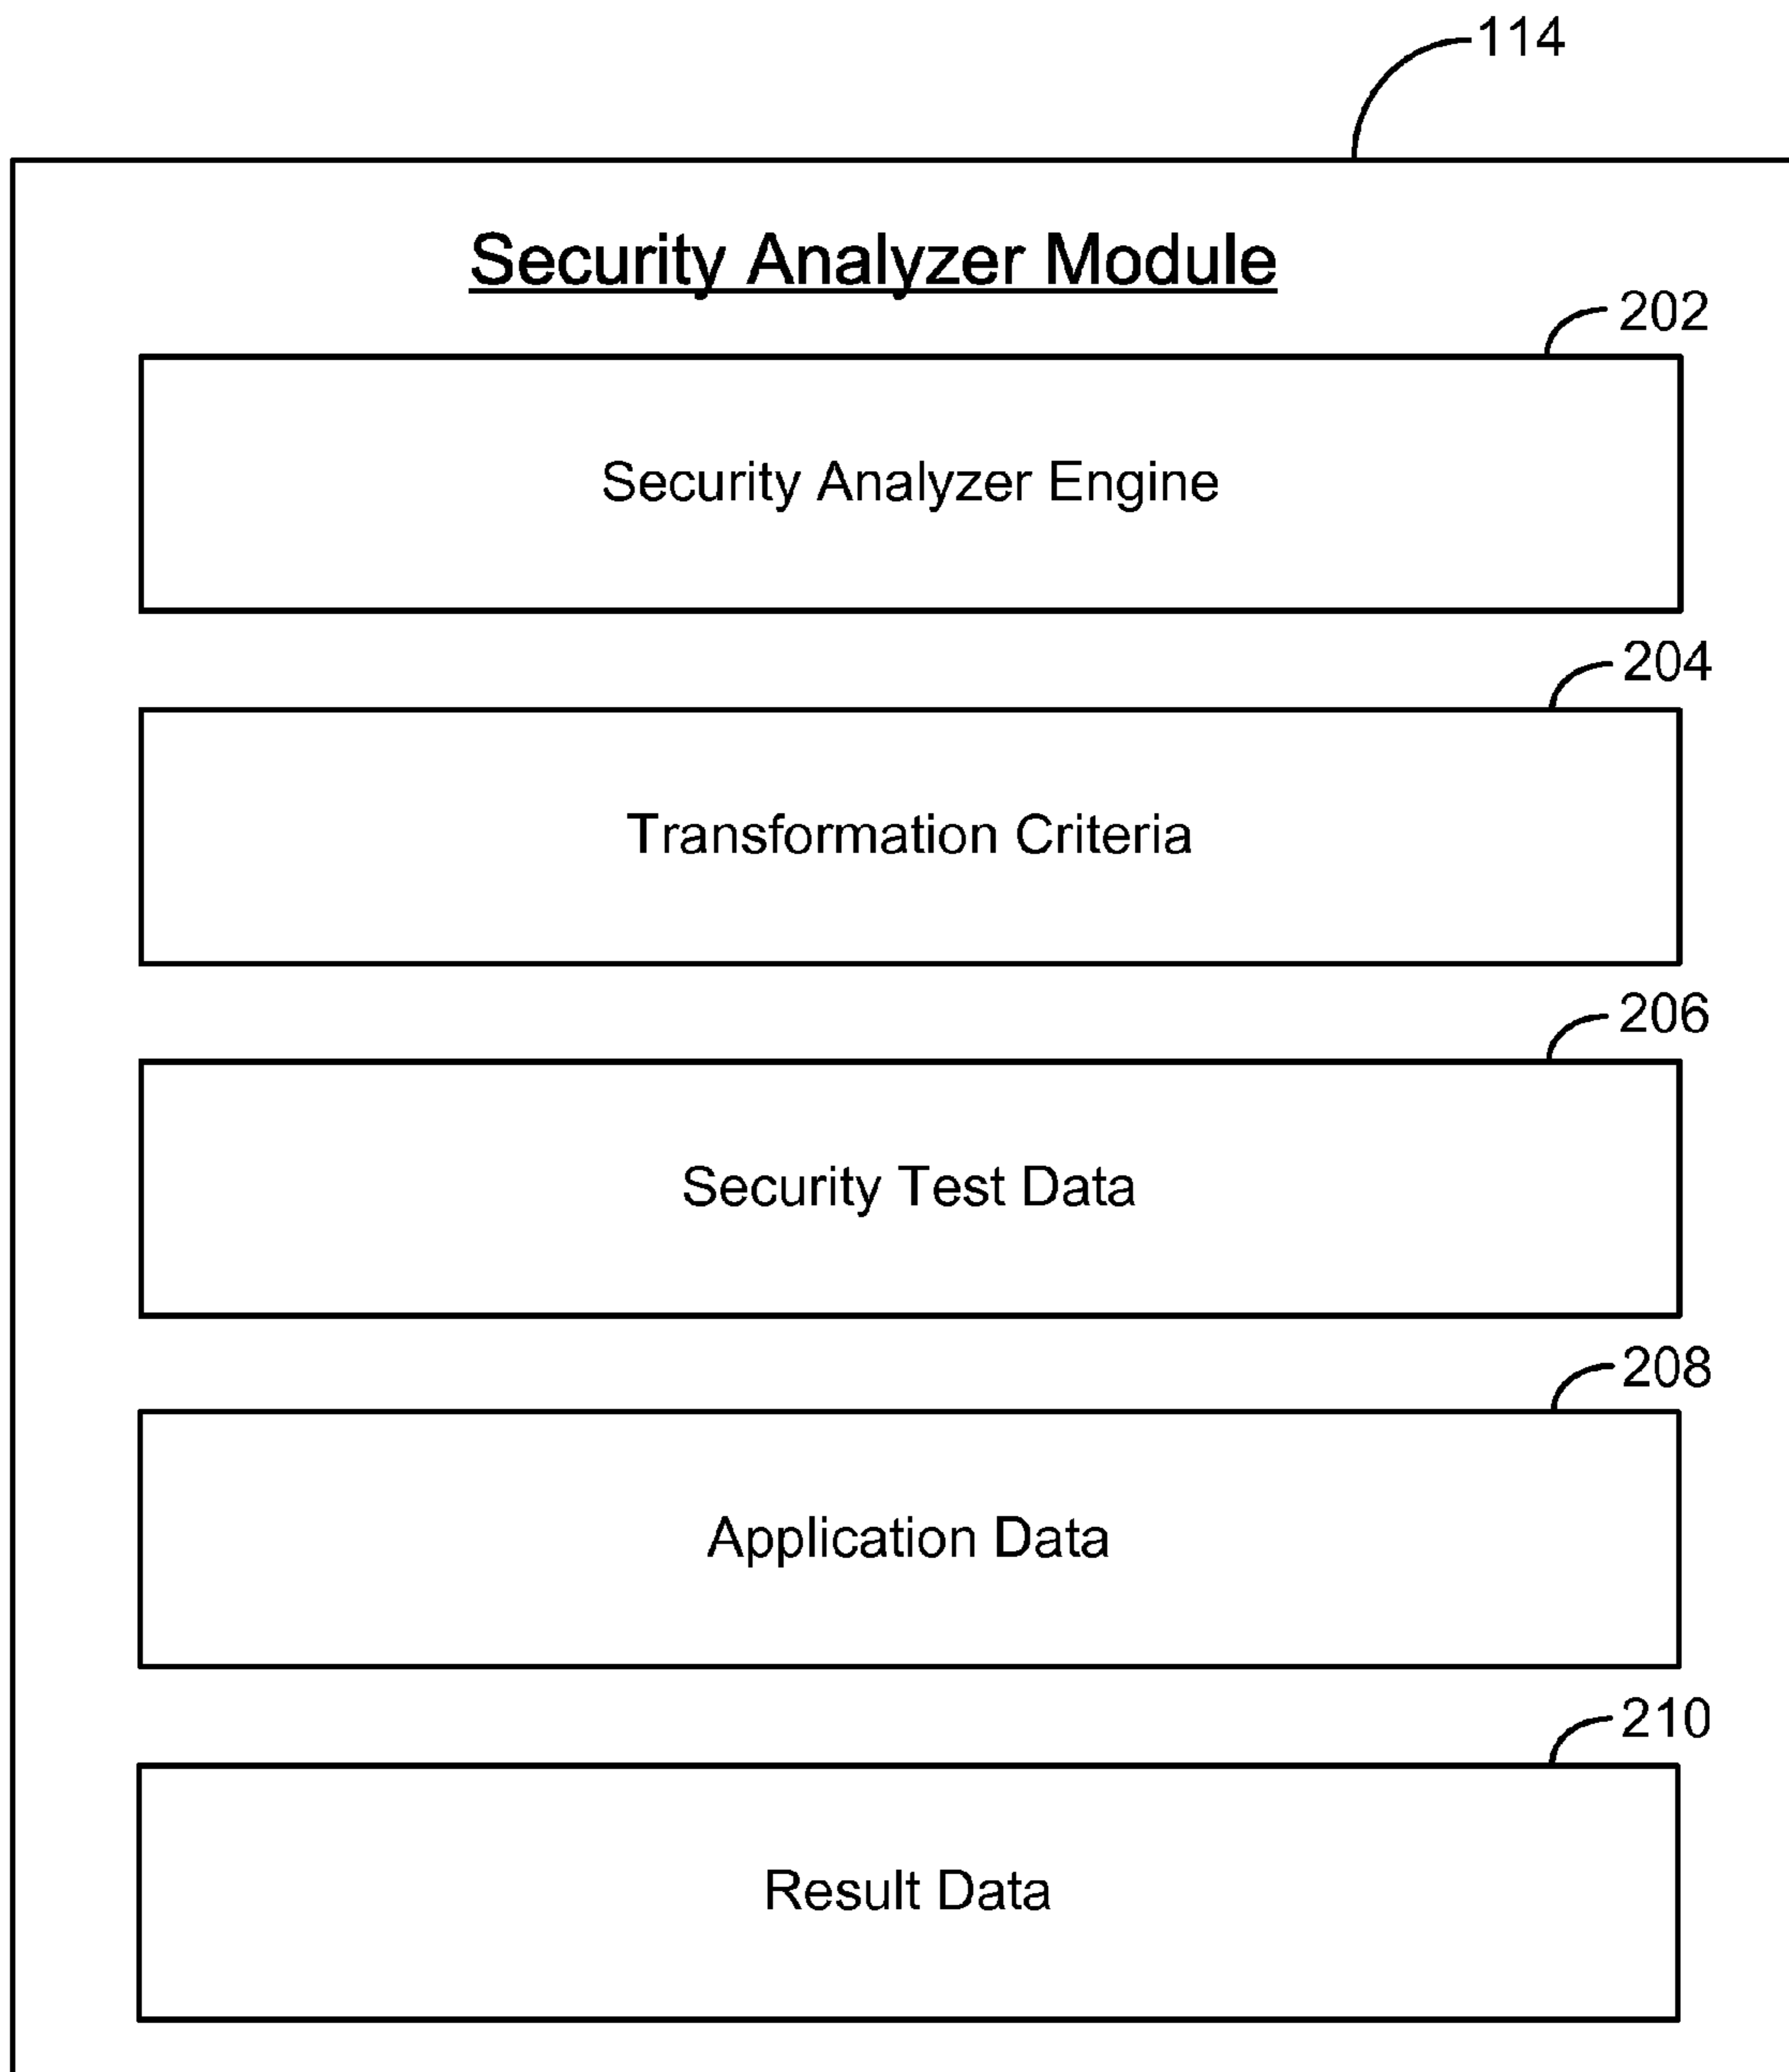 114
Security Analyzer Module
202
Security Analyzer Engine
204
Transformation Criteria
206
Security Test Data
208
Application Data
210
Result Data